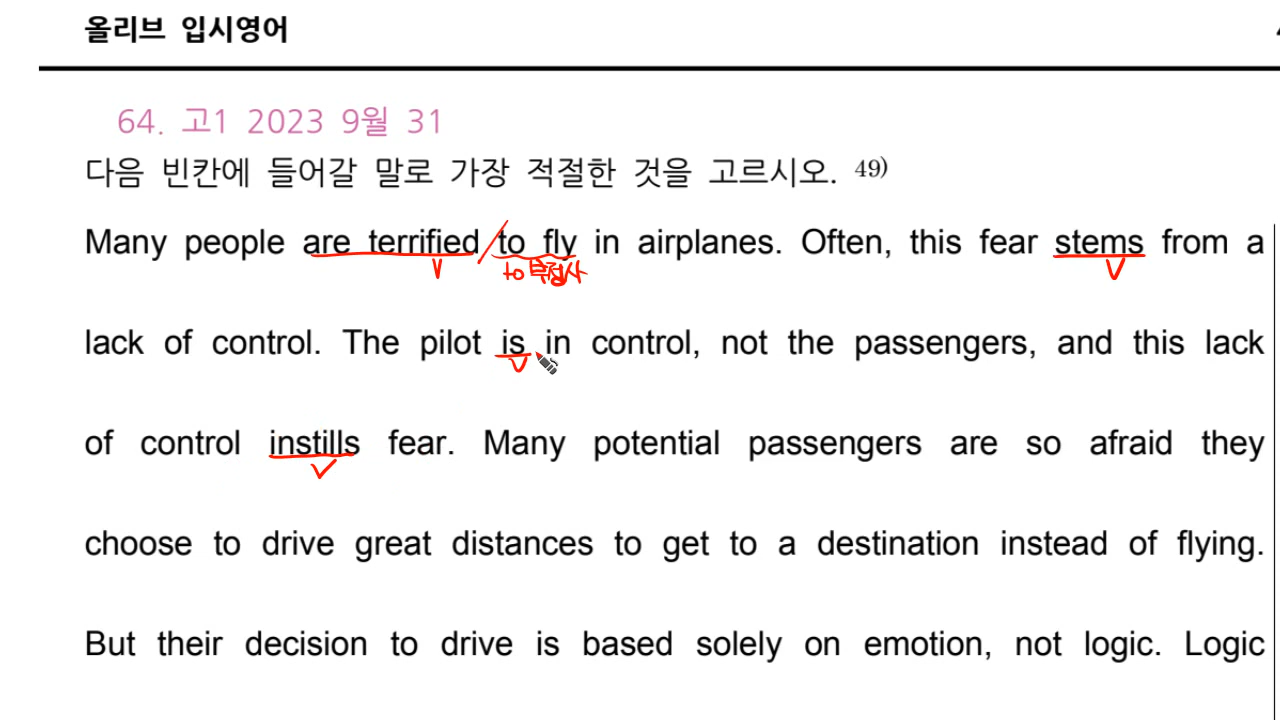 올리브 입시영어
64. 고1 2023 9월 31
다음 빈칸에 들어갈 말로 가장 적절한 것을 고르시오. 49)
Many people are terrified to fly in airplanes. Often, this fear stems from a
V to 부정사 V
lack of control. The pilot is in control, not the passengers, and this lack
V
of control instills fear. Many potential passengers are so afraid they
V
choose to drive great distances to get to a destination instead of flying.
But their decision to drive is based solely on emotion, not logic. Logic